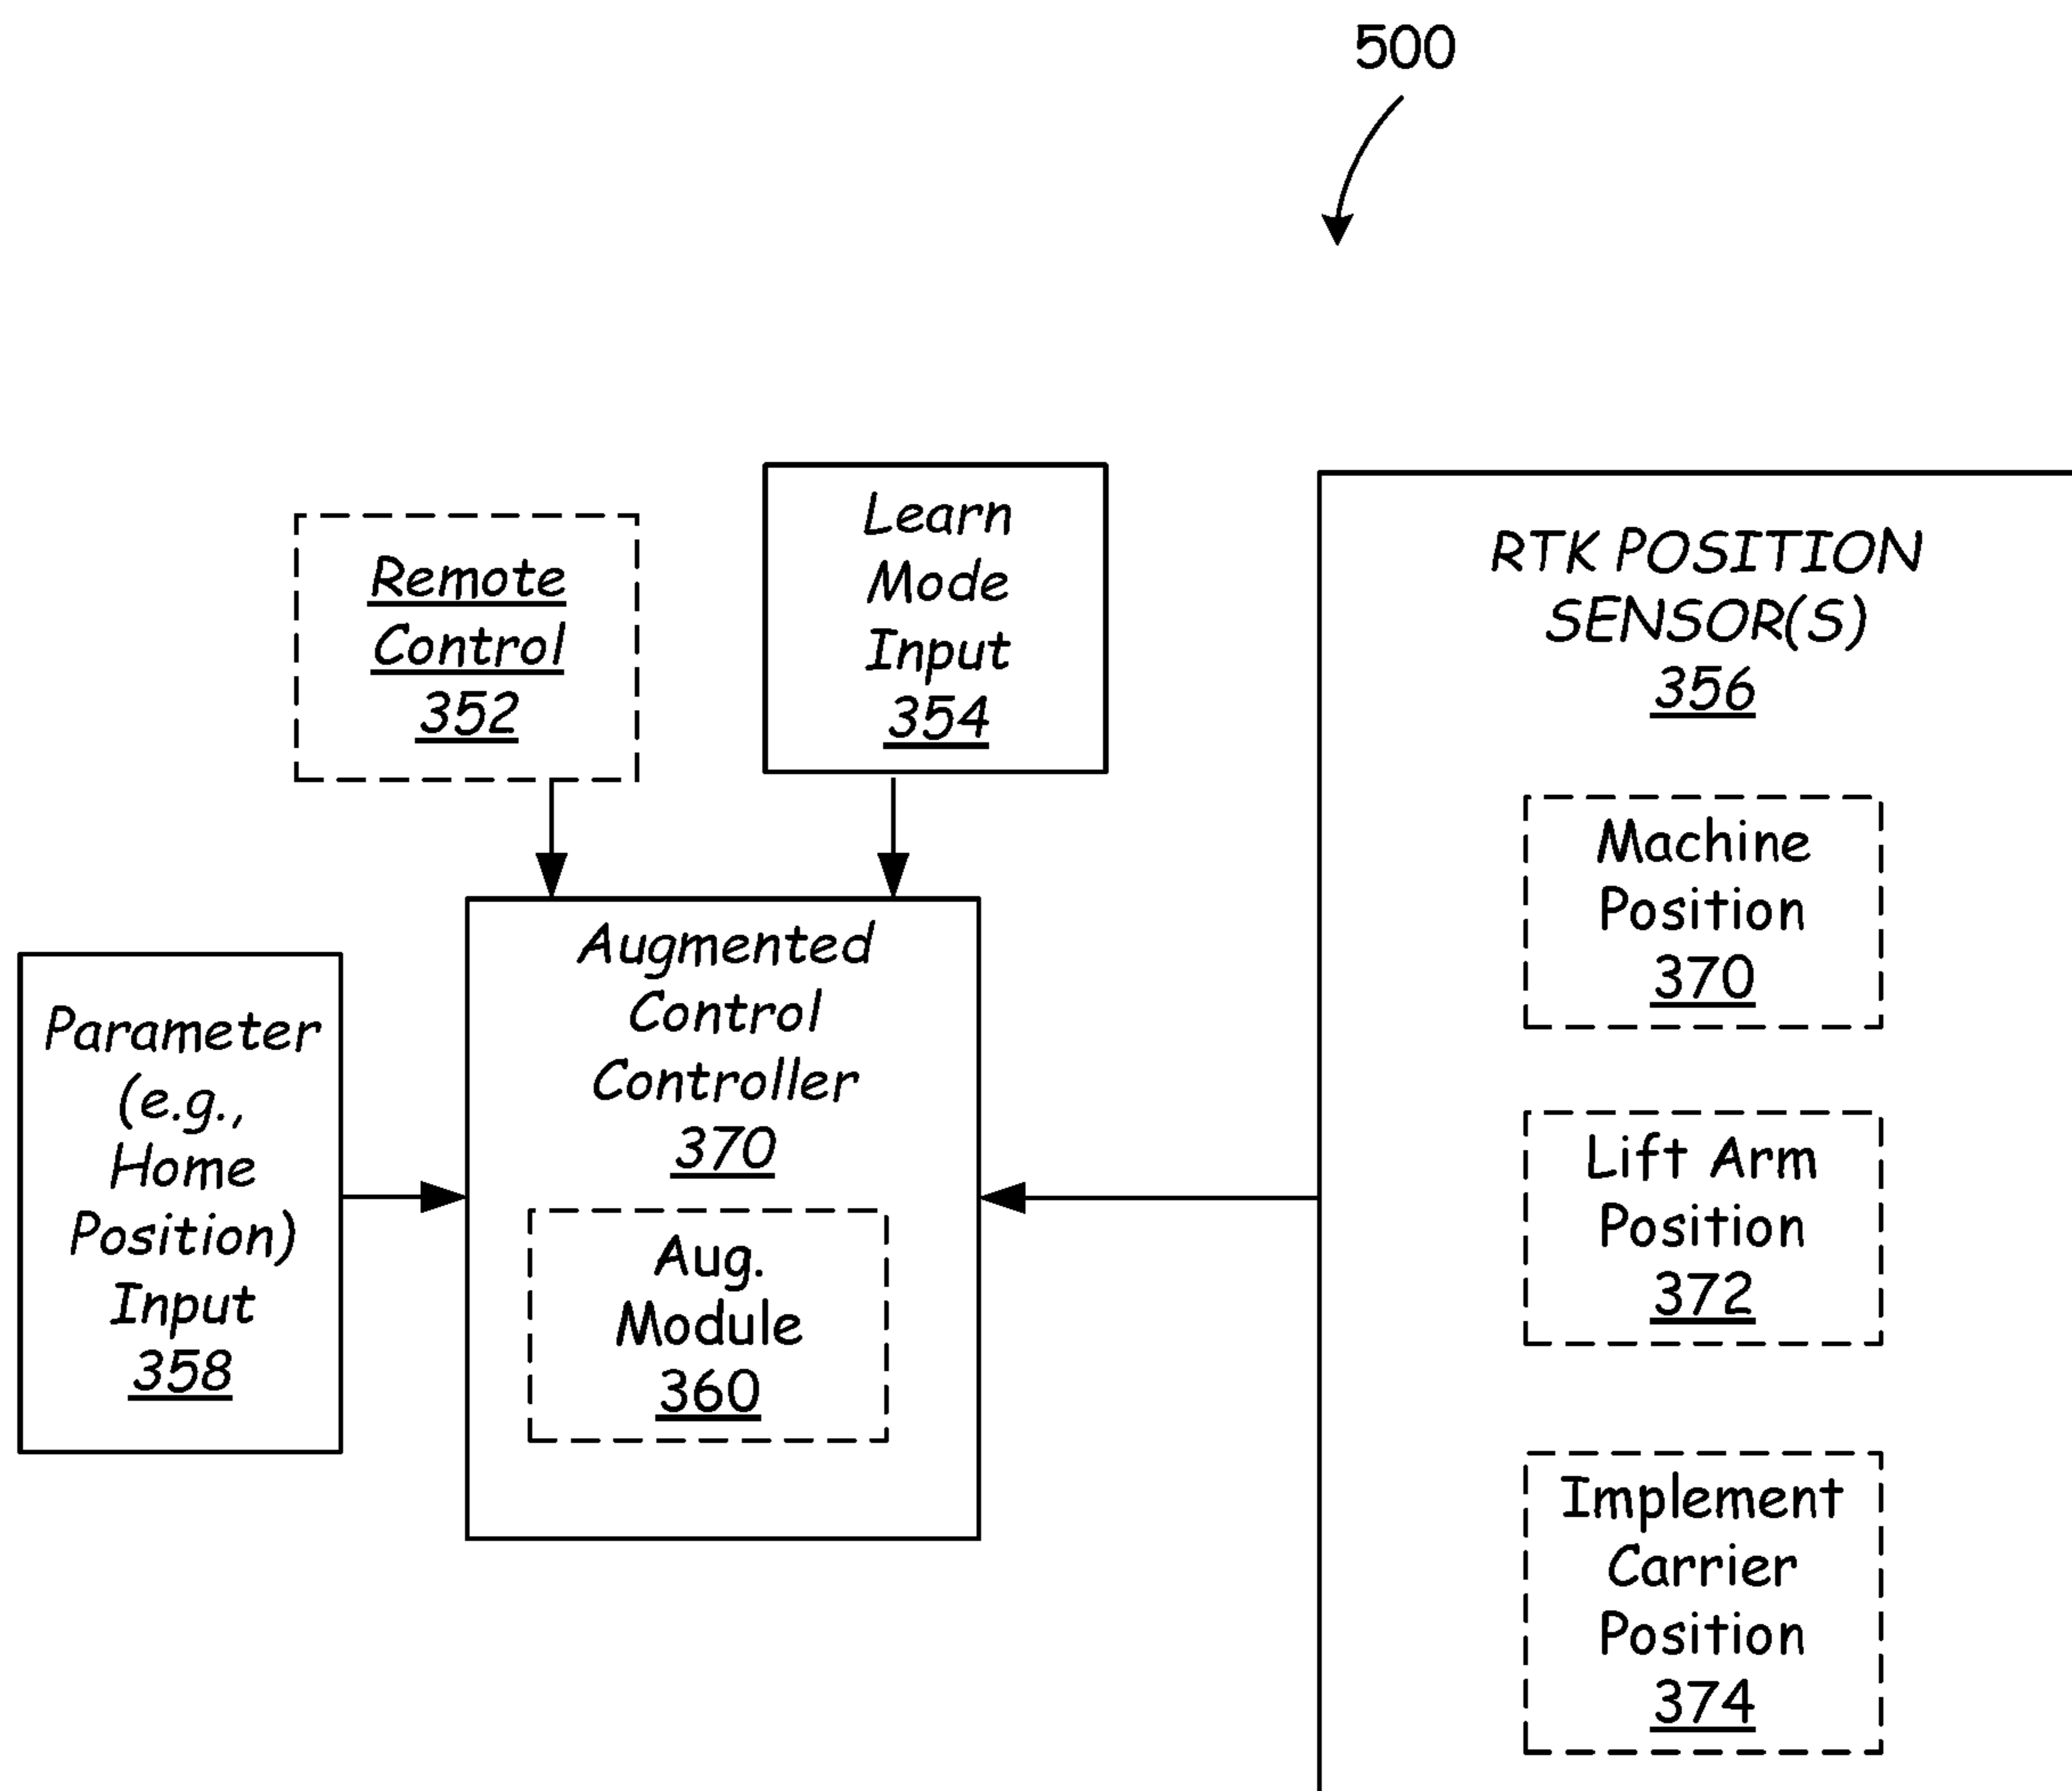 500
Remote
Control
352
Learn
Mode
Input
354
RTK POSITION
SENSOR(S)
356
Machine
Position
370
Lift Arm
Position
372
Implement
Carrier
Position
374
Parameter
(e.g.,
Home
Position)
Input
358
Augmented
Control
Controller
370
Aug.
Module
360